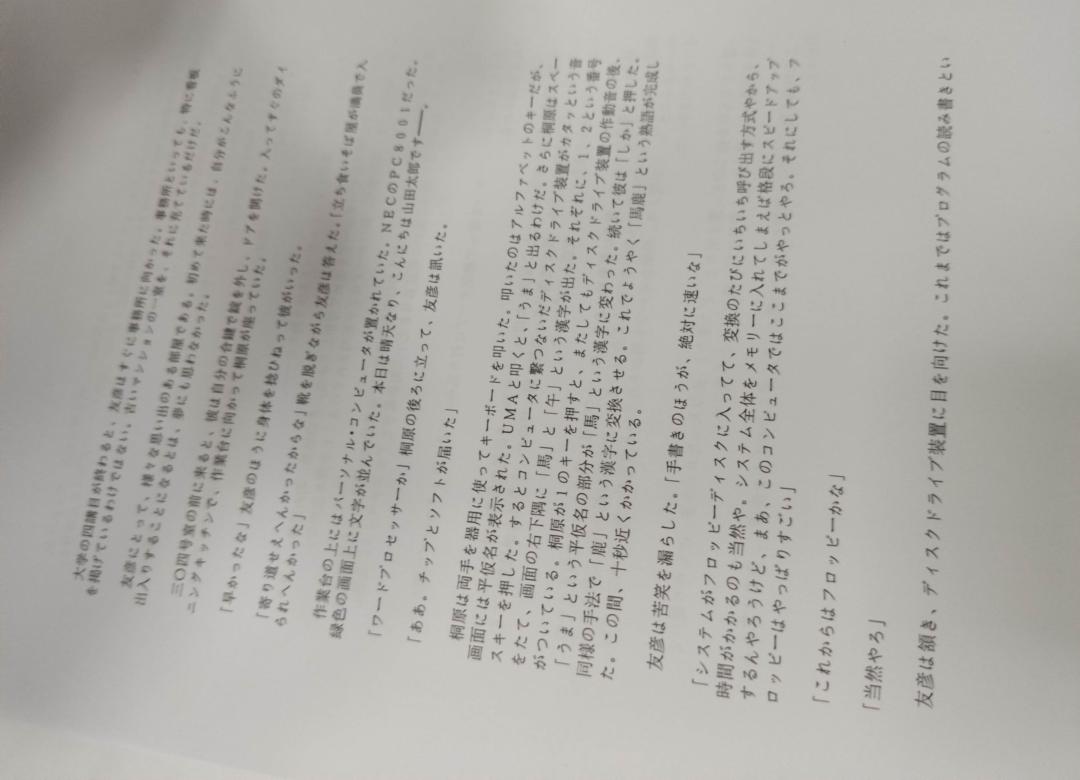 大学の四講目が終わると、友彦はすぐに事務所に向かった。事務所といっても、特に看板
を掲げているわけではない。古いマンションの一室を、それに充てているだけだ。
友彦にとって、様々な思い出のある部屋である。初めて来た時には、自分がこんなふうに
出入りすることになるとは、夢にも思わなかった。
三〇四号室の前に来ると、彼は自分の合鍵で錠を外し、ドアを開けた。入ってすぐのダイ
ニングキッチンで、作業台に向かって桐原が座っていた。
「早かったな」友彦のほうに身体を捻ねって彼がいった。
「寄り道せえへんかったからな」靴を脱ぎながら友彦は答えた。「立ち食いそば屋が満員で入
られへんかった」
作業台の上にはパーソナル・コンピュータが置かれていた。NECのPC8001だった。
緑色の画面上に文字が並んでいた。本日は晴天なり、こんにちは山田太郎です――。
「ワードプロセッサーか」桐原の後ろに立って、友彦は訊いた。
「ああ。チップとソフトが届いた」
桐原は両手を器用に使ってキーボードを叩いた。叩いたのはアルファベットのキーだが、
画面には平仮名が表示された。UMAと叩くと、「うま」と出るわけだ。さらに桐原はスペー
スキーを押した。するとコンピュータに繋つないだディスクドライブ装置がカタッという音
をたて、画面の右下隅に「馬」と「午」という漢字が出た。それぞれに、1、2という番号
がついている。桐原が1のキーを押すと、またしてもディスクドライブ装置の作動音の後、
「うま」という平仮名の部分が「馬」という漢字に変わった。続いて彼は「しか」と押した。
同様の手法で「鹿」という漢字に変換させる。これでようやく「馬鹿」という熟語が完成し
た。この間、十秒近くかかっている。
友彦は苦笑を漏らした。「手書きのほうが、絶対に速いな」
「システムがフロッピーディスクに入ってて、変換のたびにいちいち呼び出す方式やから、
時間がかかるのも当然や。システム全体をメモリーに入れてしまえば格段にスピードアップ
するんやろうけど、まあ、このコンピュータではここまでがやっとやろ。それにしても、フ
ロッピーはやっぱりすごい」
「これからはフロッピーかな」
「当然やろ」
友彦は頷き、ディスクドライブ装置に目を向けた。これまではプログラムの読み書きとい